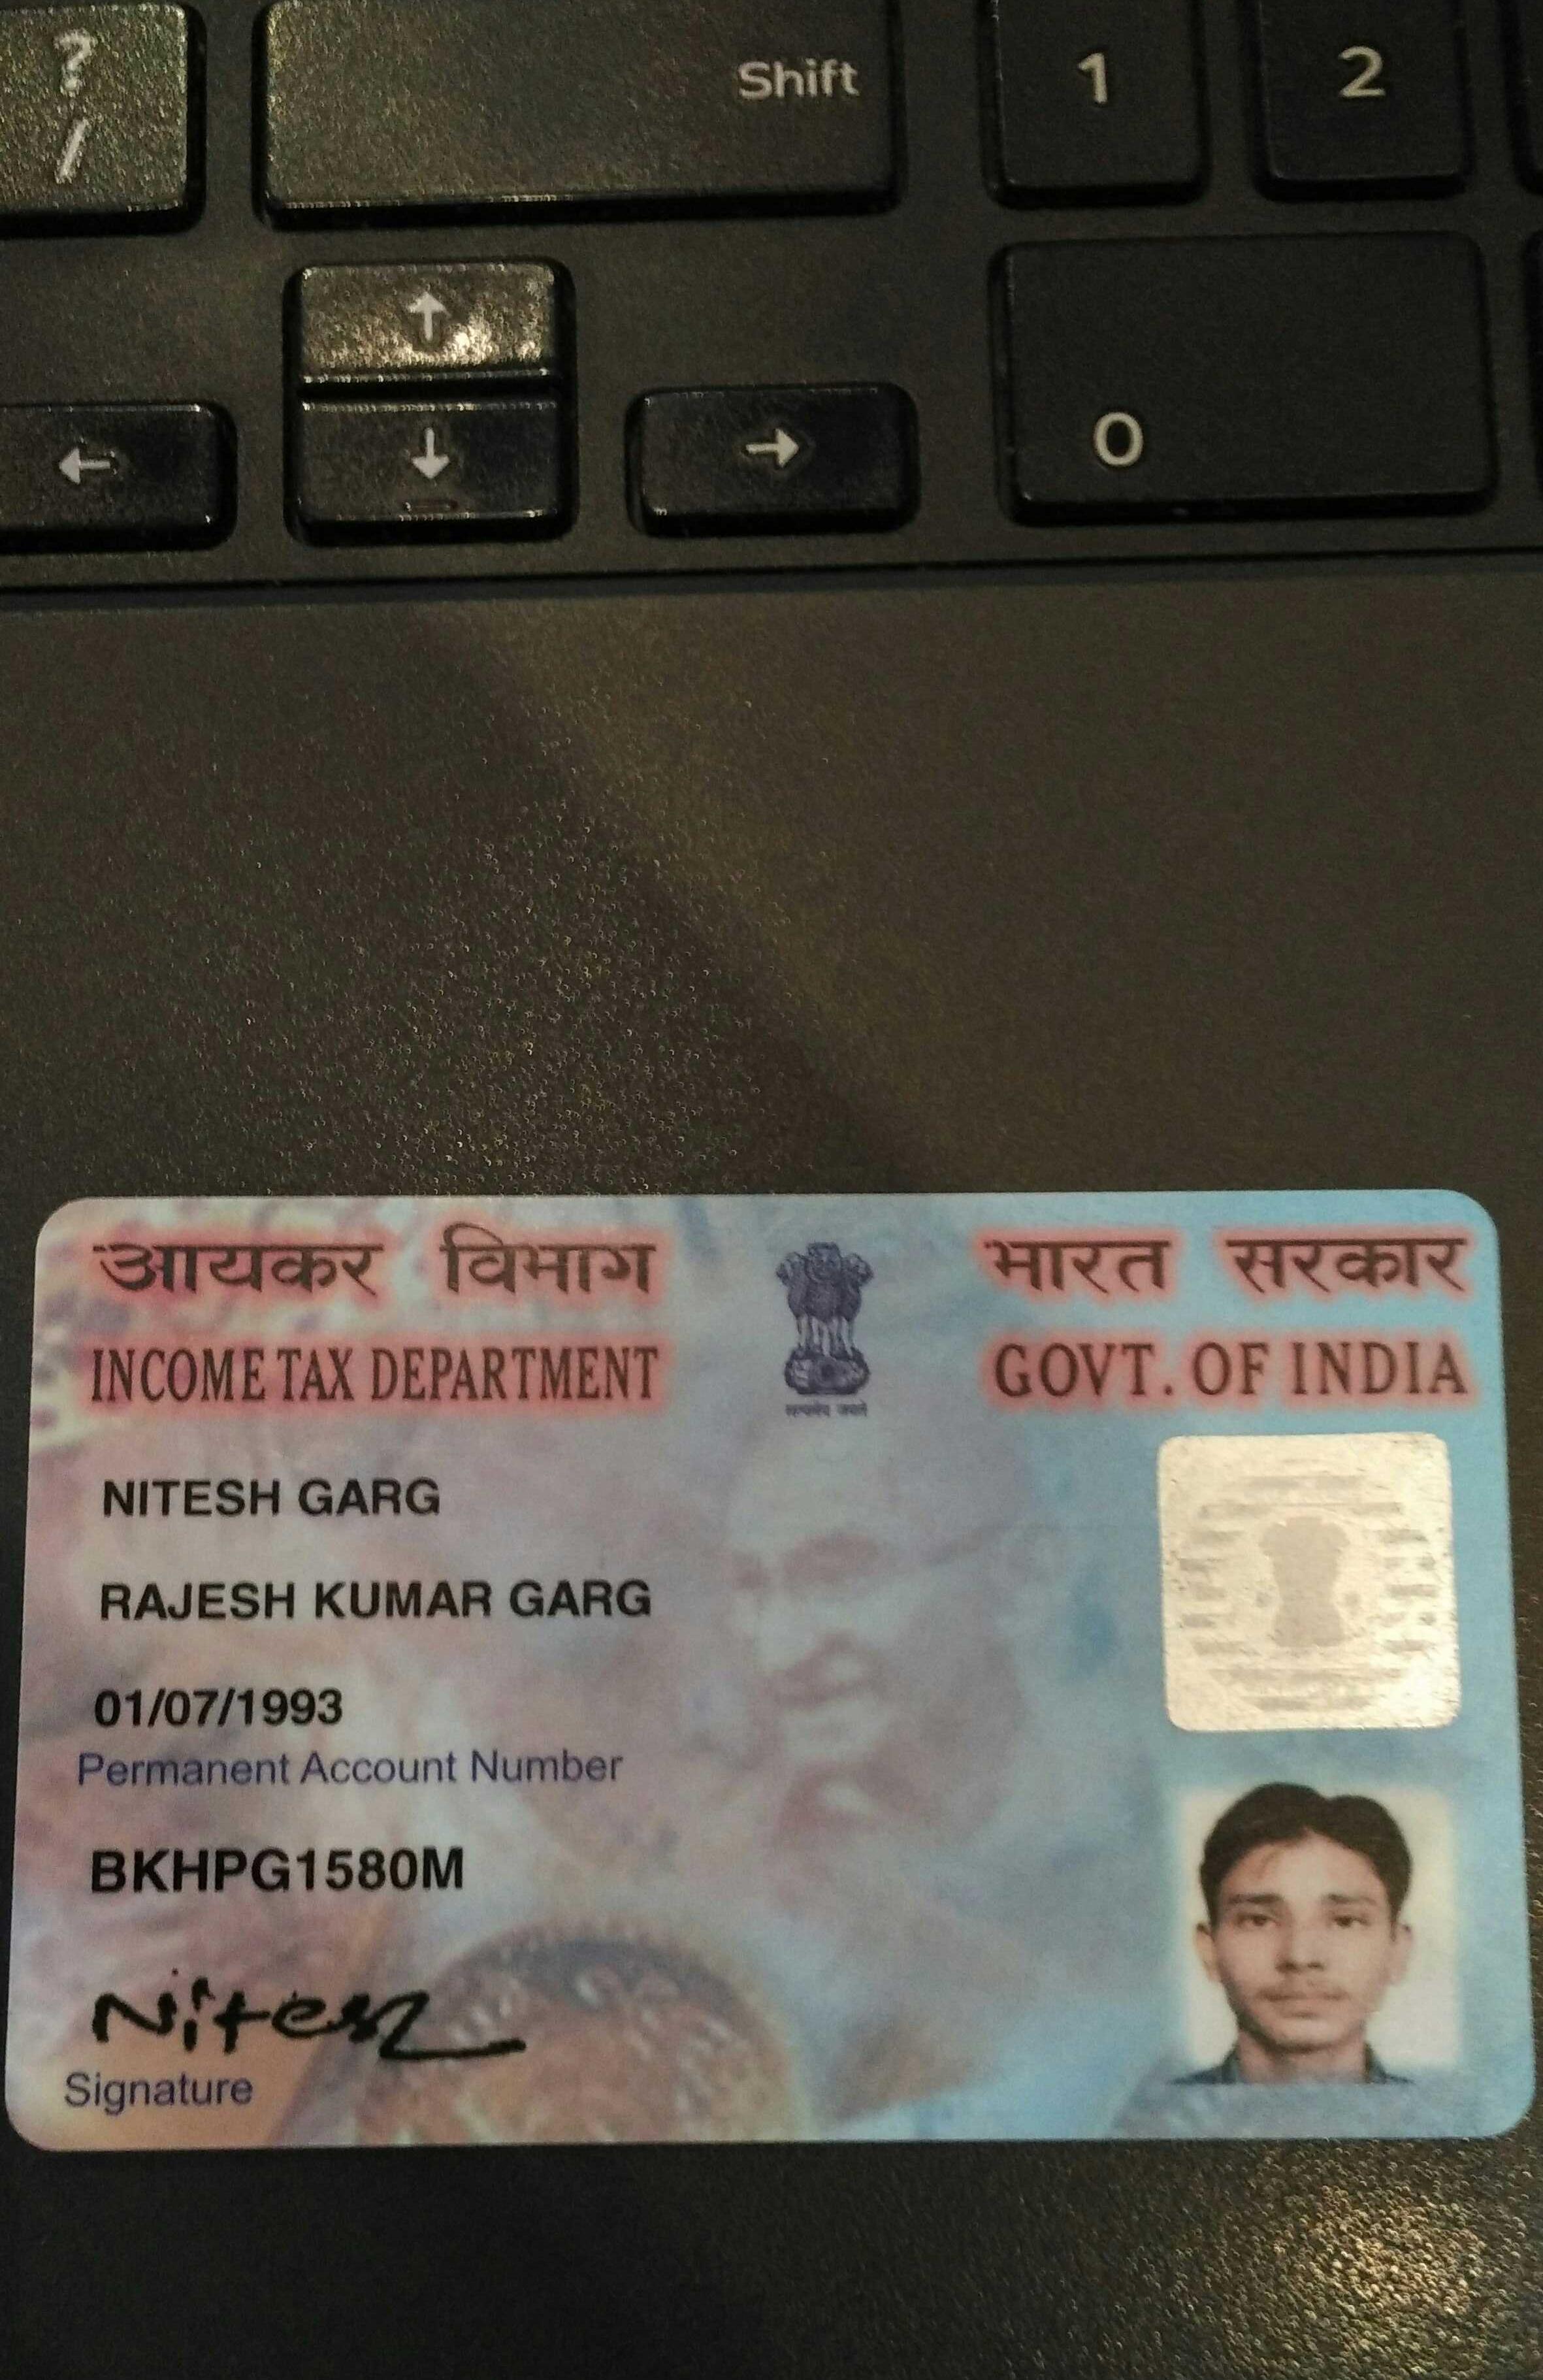 ?
/
Shift
1
2
↑
←
↓
→
0
आयकर विभाग
भारत सरकार
INCOME TAX DEPARTMENT
GOVT. OF INDIA
सत्यमेव जयते
NITESH GARG
RAJESH KUMAR GARG
01/07/1993
Permanent Account Number
BKHPG1580M
Nitesh
Signature